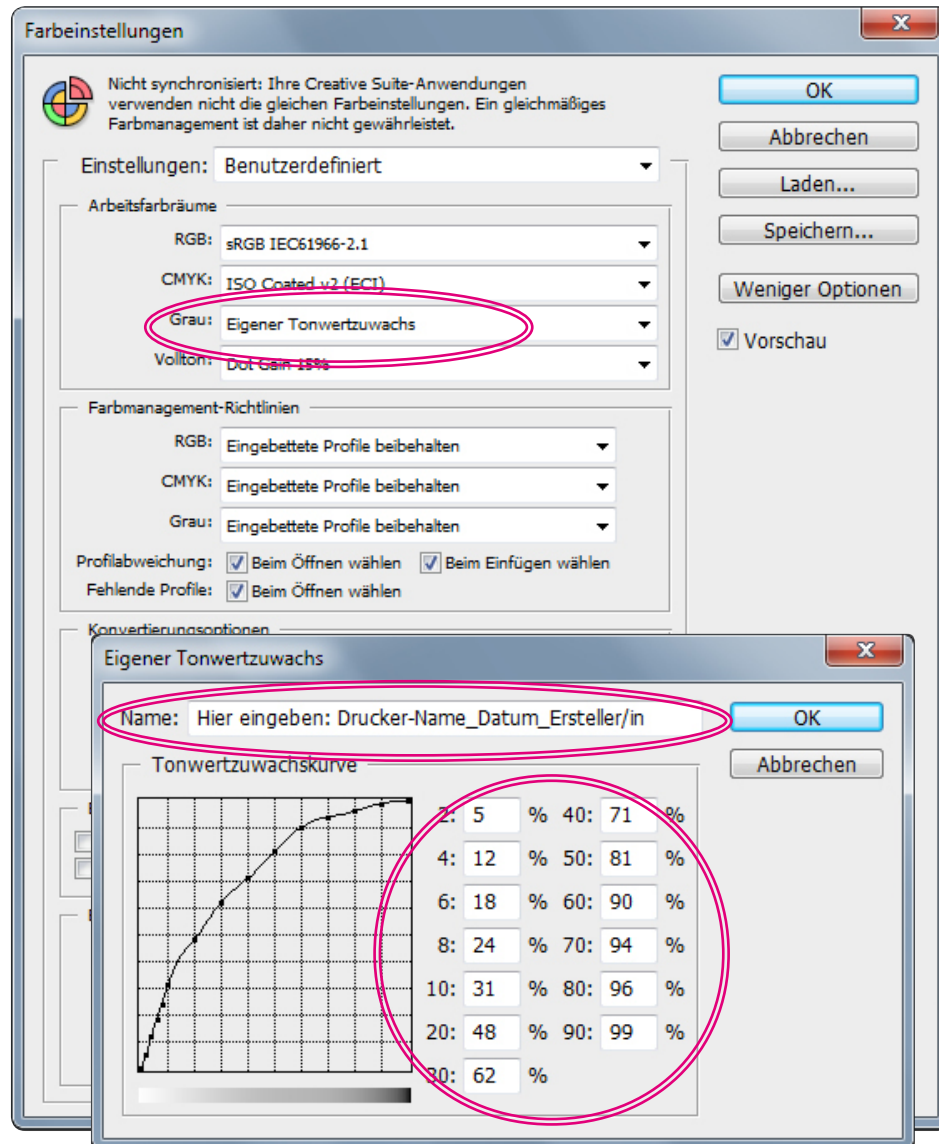 Farbeinstellungen
Nicht synchronisiert: Ihre Creative Suite-Anwendungen
verwenden nicht die gleichen Farbeinstellungen. Ein gleichmäßiges
Farbmanagement ist daher nicht gewährleistet.
OK
Abbrechen
Laden...
Speichern...
Weniger Optionen
Vorschau
Einstellungen: Benutzerdefiniert
Arbeitsfarbräume
RGB: sRGB IEC61966-2.1
CMYK: ISO Coated v2 (ECI)
Grau: Eigener Tonwertzuwachs
Vollton: Dot Gain 15%
Farbmanagement-Richtlinien
RGB: Eingebettete Profile beibehalten
CMYK: Eingebettete Profile beibehalten
Grau: Eingebettete Profile beibehalten
Profilabweichung: Beim Öffnen wählen Beim Einfügen wählen
Fehlende Profile: Beim Öffnen wählen
Konvertierungsoptionen
Eigener Tonwertzuwachs
Name: Hier eingeben: Drucker-Name_Datum_Ersteller/in
OK
Abbrechen
Tonwertzuwachskurve
2: 5 % 40: 71 %
4: 12 % 50: 81 %
6: 18 % 60: 90 %
8: 24 % 70: 94 %
10: 31 % 80: 96 %
20: 48 % 90: 99 %
30: 62 %